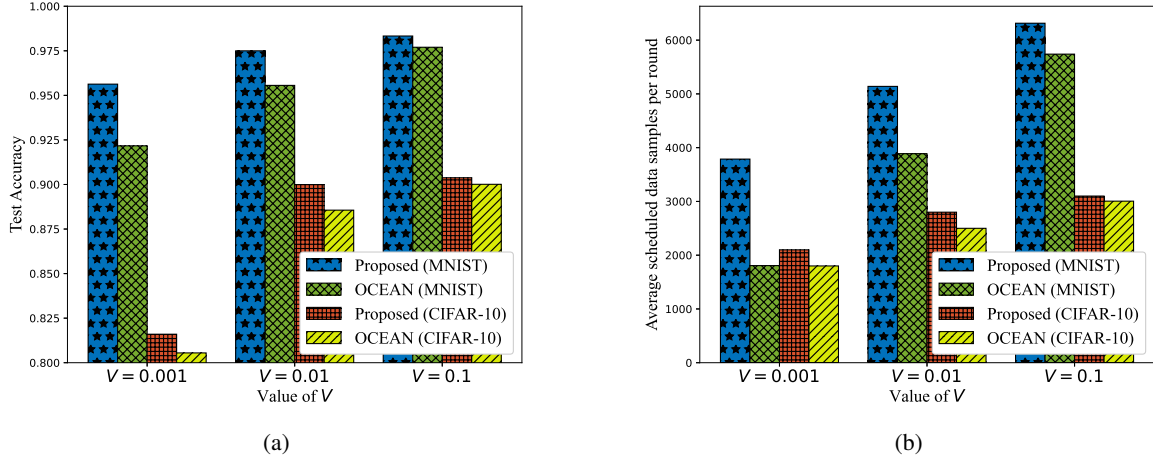 1.000
0.975
0.950
0.925
0.900
0.875
0.850
0.825
0.800
Test Accuracy
Proposed (MNIST)
OCEAN (MNIST)
Proposed (CIFAR-10)
OCEAN (CIFAR-10)
V = 0.001
V = 0.01
V = 0.1
Value of V
(a)
6000
5000
4000
3000
2000
1000
0
Average scheduled data samples per round
Proposed (MNIST)
OCEAN (MNIST)
Proposed (CIFAR-10)
OCEAN (CIFAR-10)
V = 0.001
V = 0.01
V = 0.1
Value of V
(b)